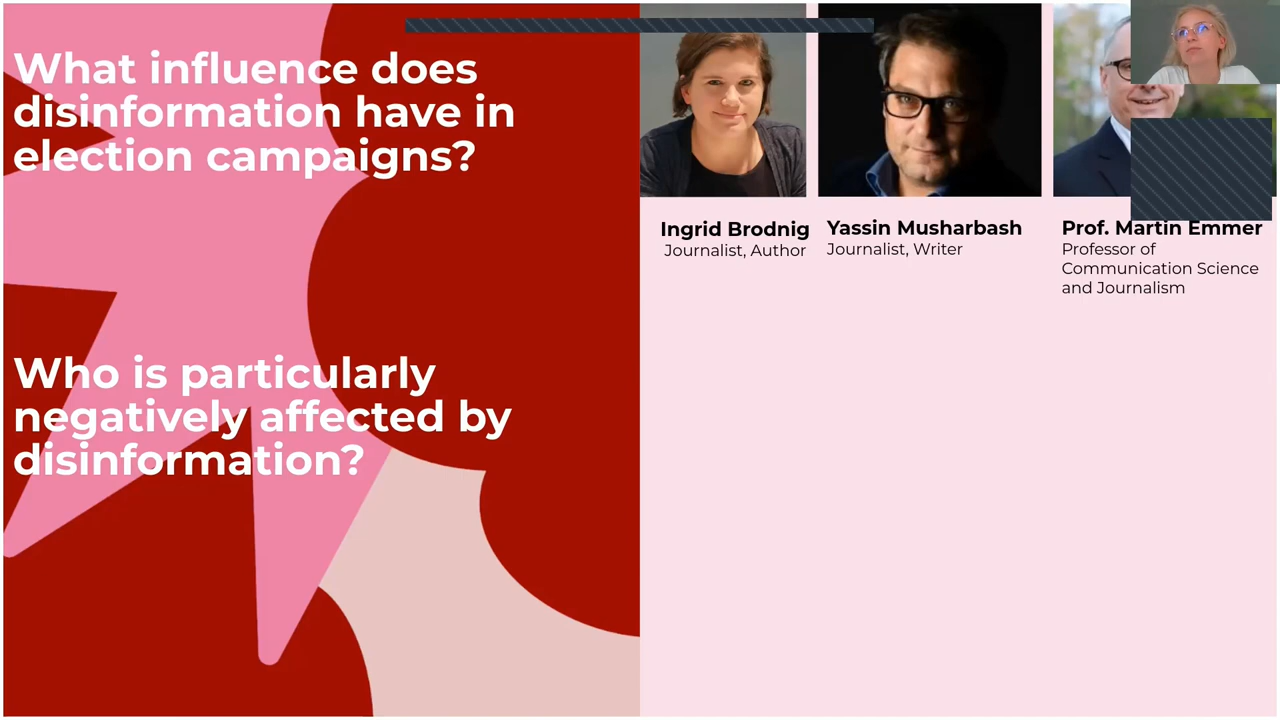 What influence does
disinformation have in
election campaigns?
Who is particularly
negatively affected by
disinformation?
Ingrid Brodnig
Journalist, Author
Yassin Musharbash
Journalist, Writer
Prof. Martin Emmer
Professor of
Communication Science
and Journalism